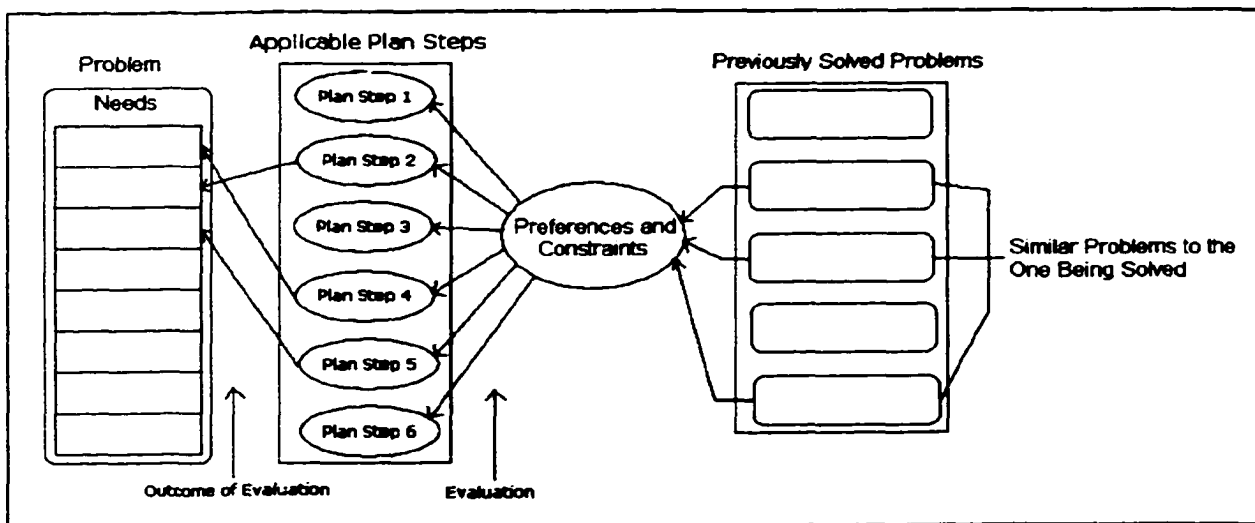 Problem
Needs
Applicable Plan Steps
Plan Step 1
Plan Step 2
Plan Step 3
Plan Step 4
Plan Step 5
Plan Step 6
Outcome of Evaluation
Evaluation
Preferences and
Constraints
Previously Solved Problems
Similar Problems to the
One Being Solved